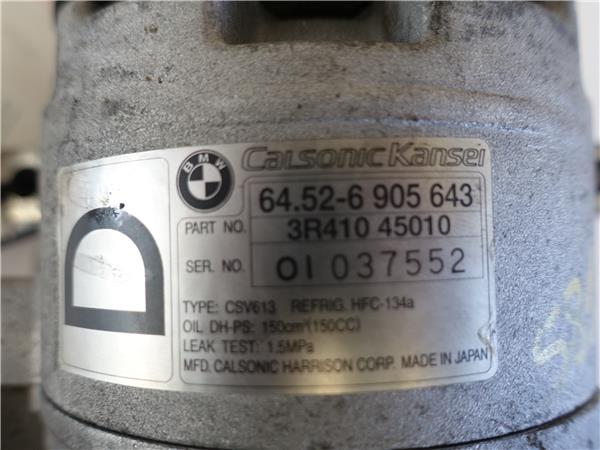 BMW CALSONIC KANSEI
64.52-6 905 643
PART NO. 3R410 45010
SER. NO. 01 037552
D
TYPE: CSV613 REFRIG. HFC-134a
OIL DH-PS: 150cm³(150CC)
LEAK TEST: 1.5MPa
MFD. CALSONIC HARRISON CORP. MADE IN JAPAN